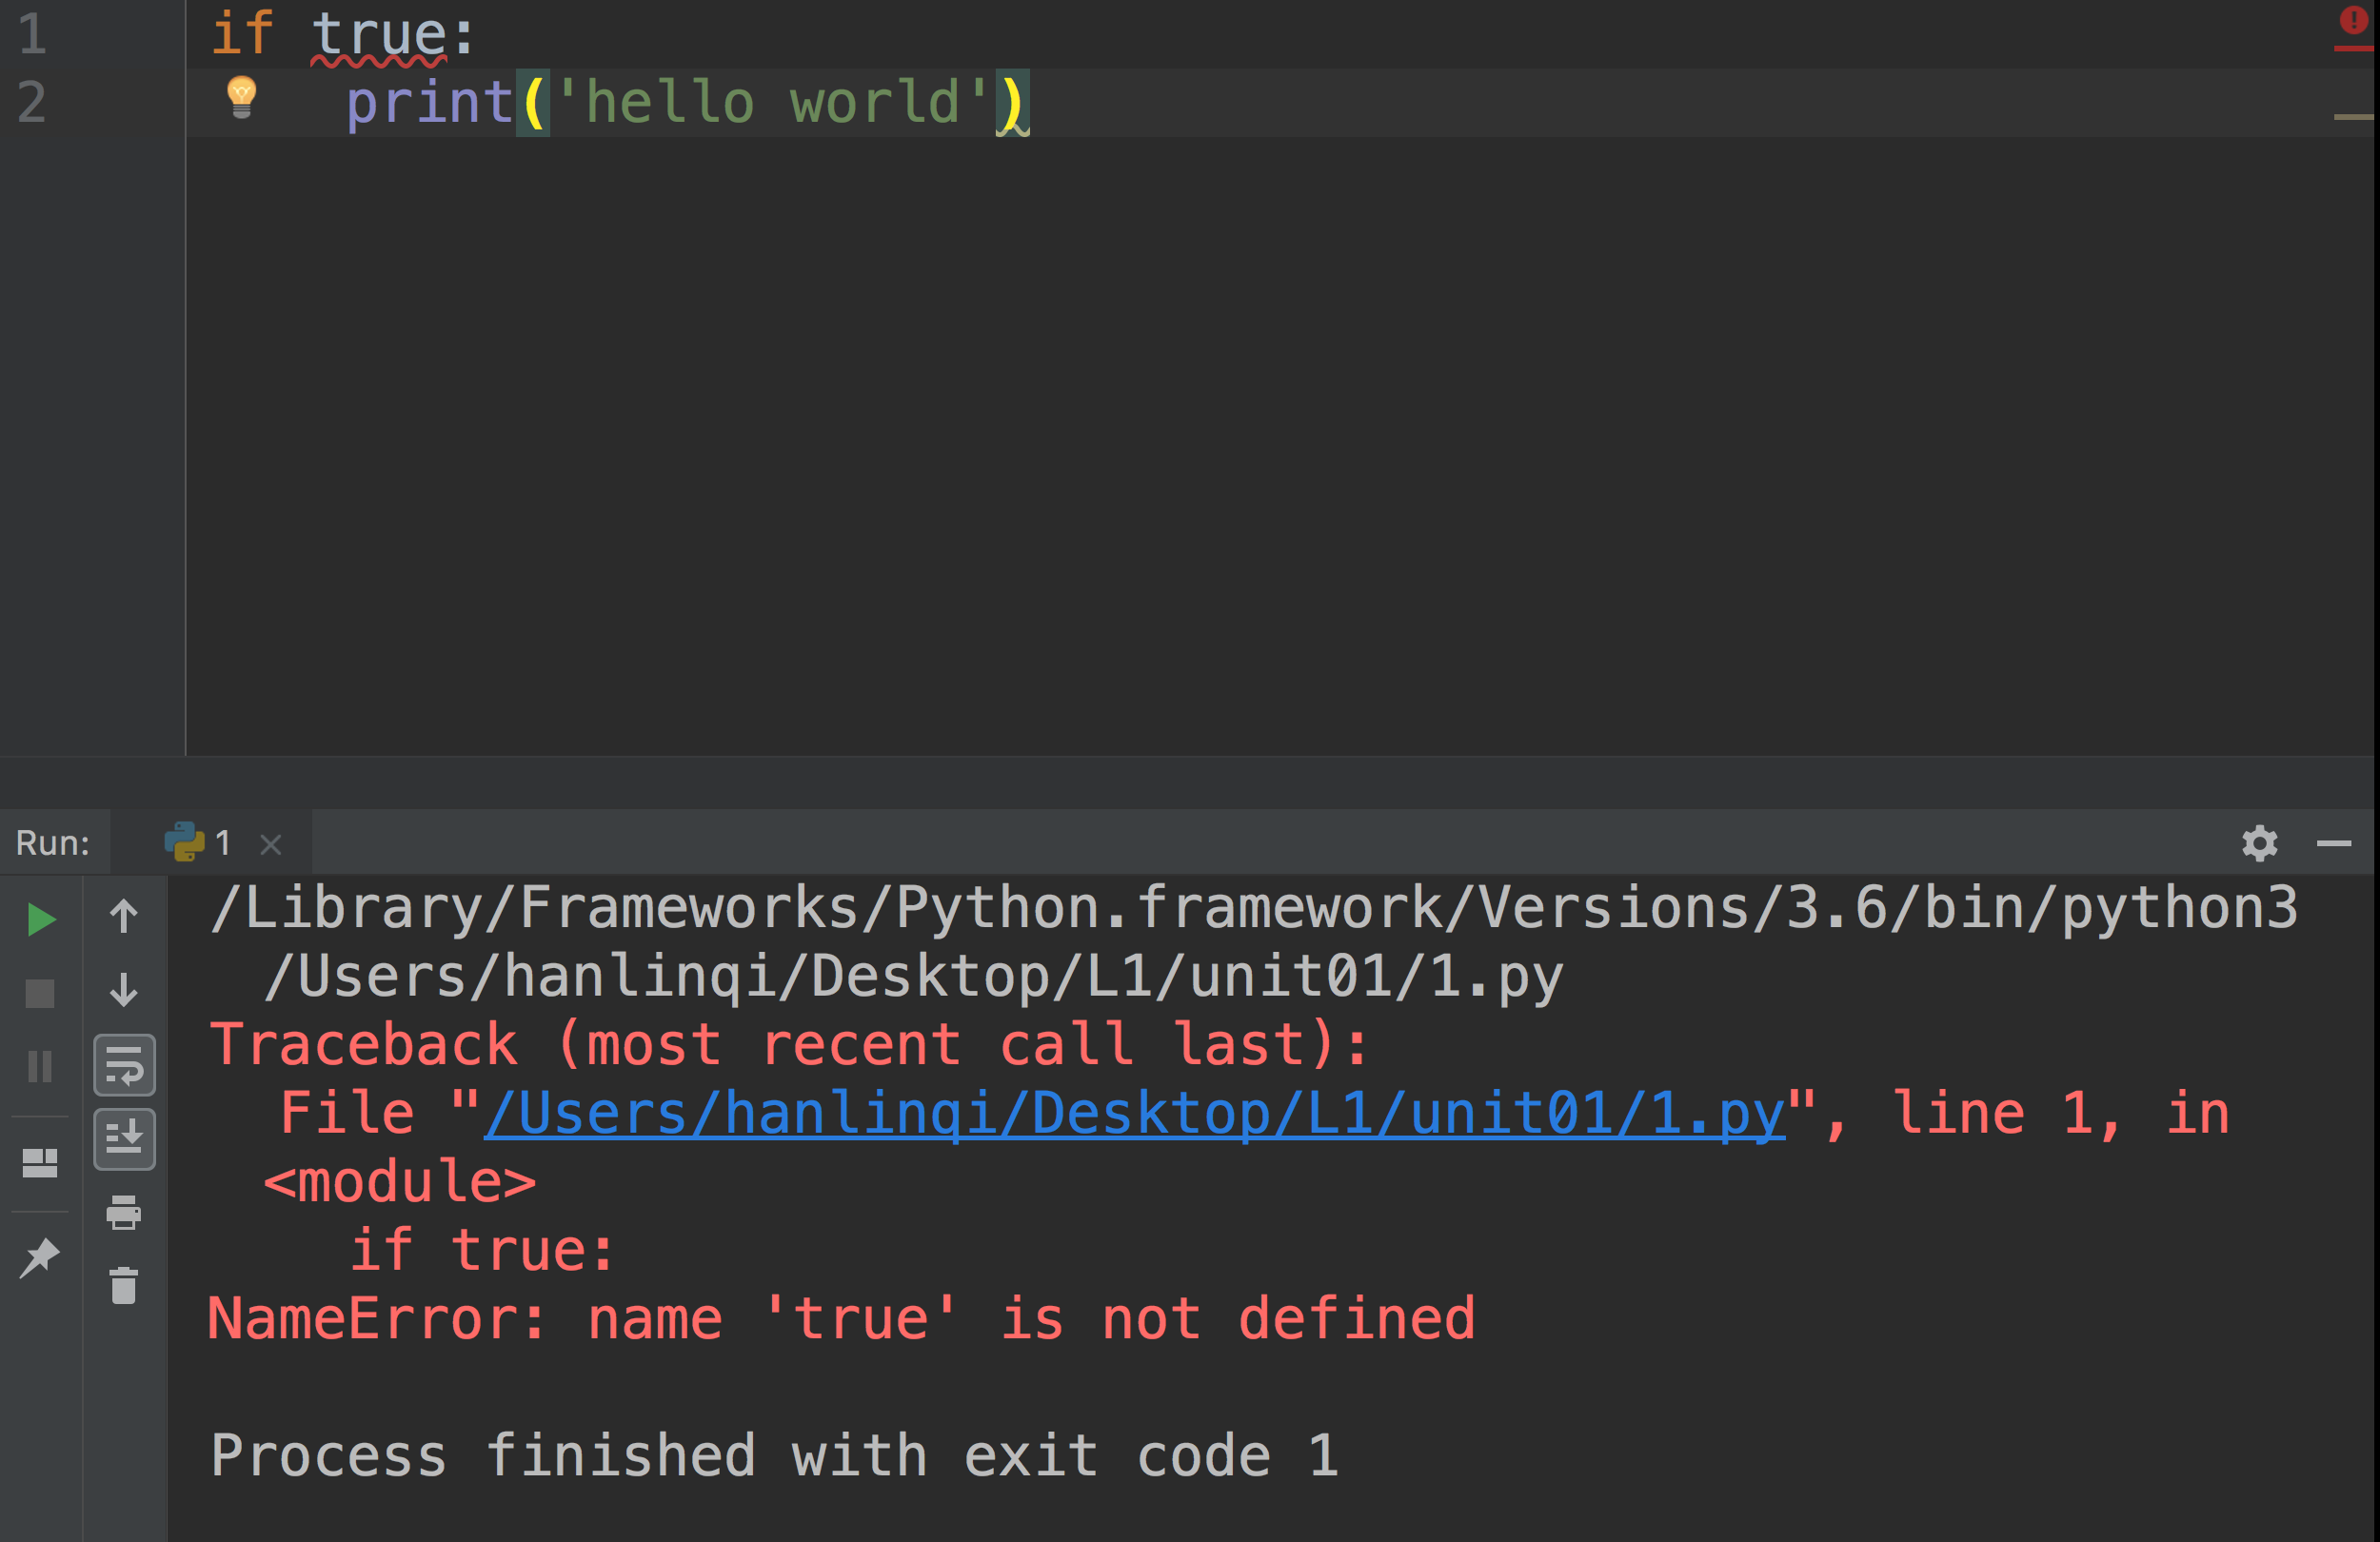 1 if true:
2 print('hello world')
Run: 1
/Library/Frameworks/Python.framework/Versions/3.6/bin/python3
/Users/hanlinqi/Desktop/L1/unit01/1.py
Traceback (most recent call last):
File "/Users/hanlinqi/Desktop/L1/unit01/1.py", line 1, in
<module>
if true:
NameError: name 'true' is not defined
Process finished with exit code 1